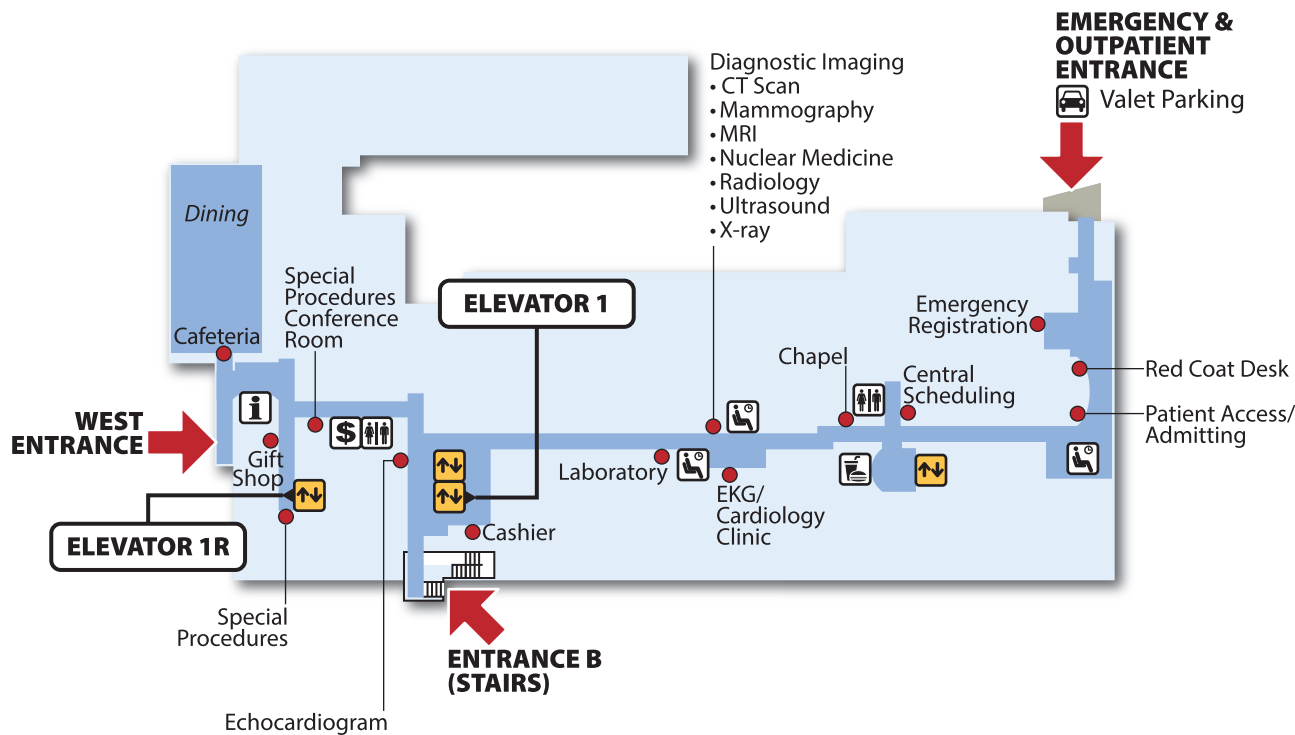 EMERGENCY &
OUTPATIENT
ENTRANCE
Valet Parking
Diagnostic Imaging
• CT Scan
• Mammography
• MRI
• Nuclear Medicine
• Radiology
• Ultrasound
• X-ray
Dining
Special
Procedures
Conference
Room
ELEVATOR 1
Emergency
Registration
Cafeteria
Chapel
Central
Scheduling
Red Coat Desk
Patient Access/
Admitting
WEST
ENTRANCE
i
$
Gift
Shop
Laboratory
EKG/
Cardiology
Clinic
Cashier
ELEVATOR 1R
Special
Procedures
ENTRANCE B
(STAIRS)
Echocardiogram